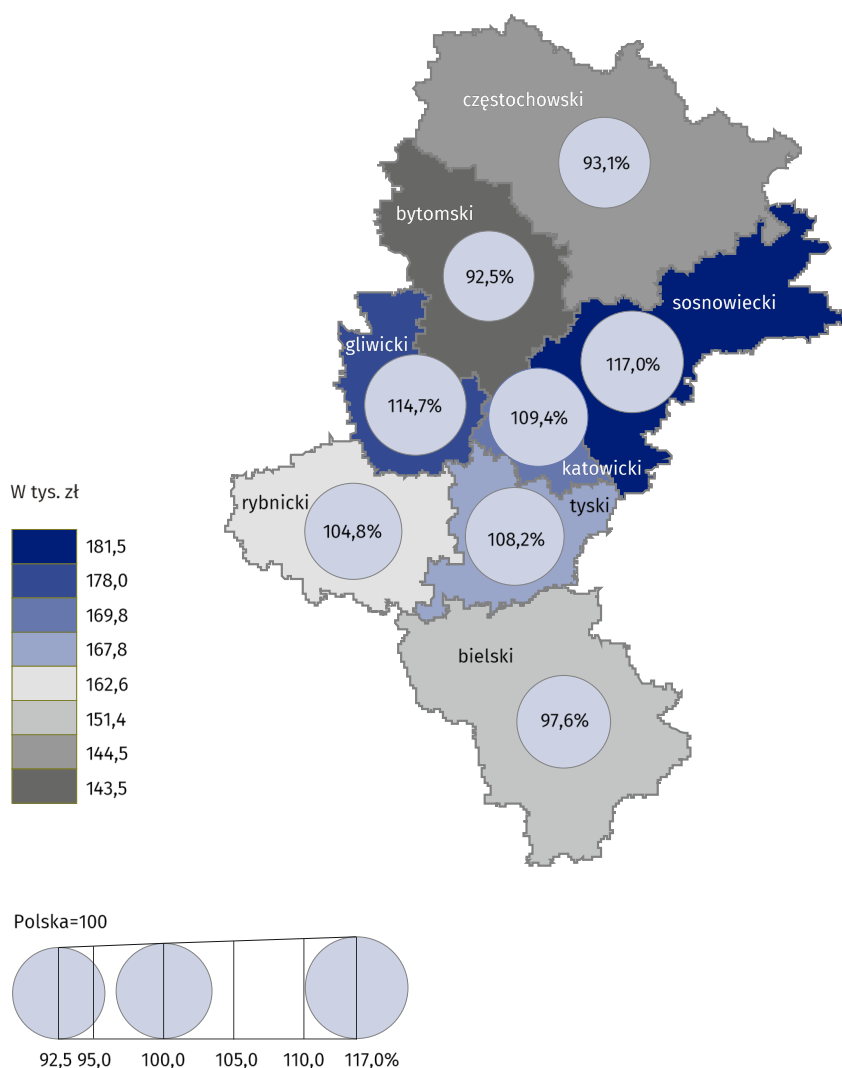 częstochowski
93,1%
bytomski
92,5%
sosnowiecki
gliwicki
117,0%
114,7%
109,4%
katowicki
W tys. zł
rybnicki
tyski
104,8%
108,2%
181,5
178,0
169,8
167,8
bielski
162,6
151,4
97,6%
144,5
143,5
Polska=100
92,5 95,0 100,0 105,0 110,0 117,0%